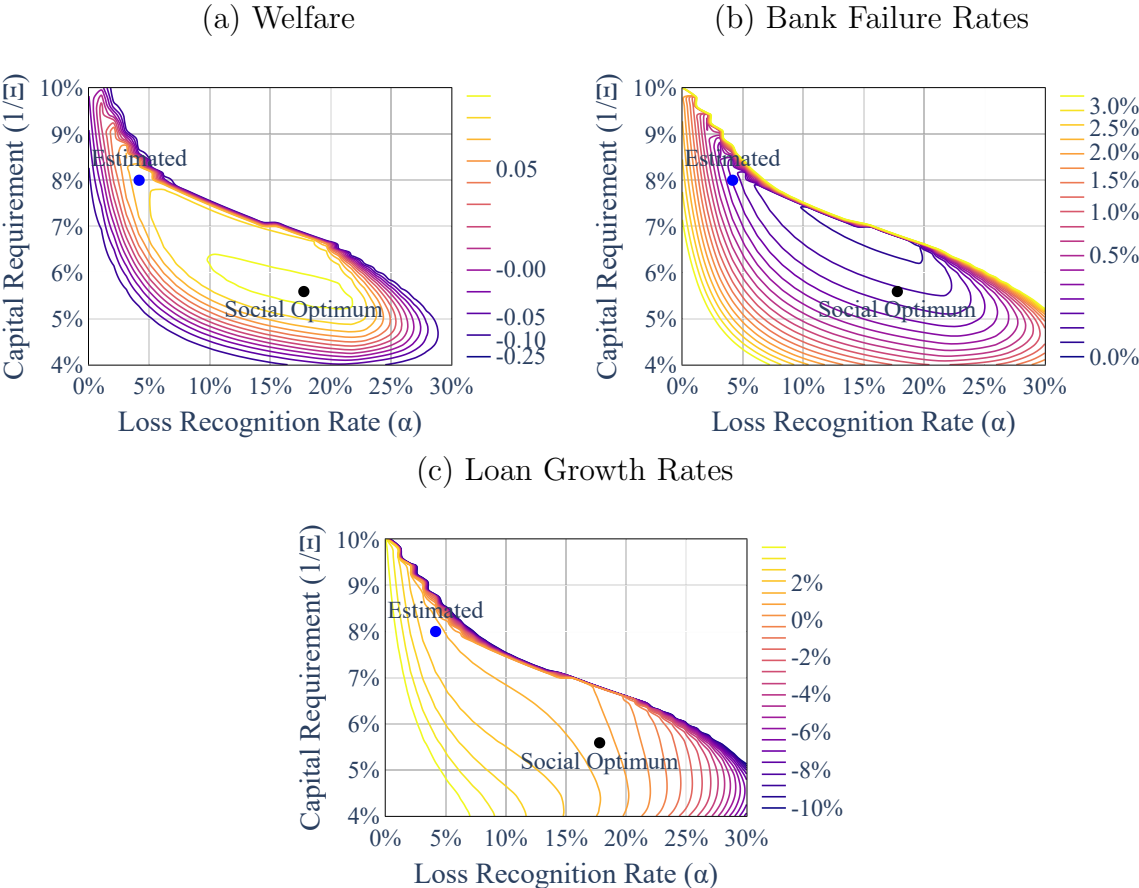 (a) Welfare
Capital Requirement (1/Ξ)
10%
9%
8%
7%
6%
5%
4%
Estimated
Social Optimum
0% 5% 10% 15% 20% 25% 30%
Loss Recognition Rate (α)
0.05
-0.00
-0.05
-0.10
-0.25
(b) Bank Failure Rates
Capital Requirement (1/Ξ)
10%
9%
8%
7%
6%
5%
4%
Estimated
Social Optimum
0% 5% 10% 15% 20% 25% 30%
Loss Recognition Rate (α)
3.0%
2.5%
2.0%
1.5%
1.0%
0.5%
0.0%
(c) Loan Growth Rates
Capital Requirement (1/Ξ)
10%
9%
8%
7%
6%
5%
4%
Estimated
Social Optimum
0% 5% 10% 15% 20% 25% 30%
Loss Recognition Rate (α)
2%
0%
-2%
-4%
-6%
-8%
-10%